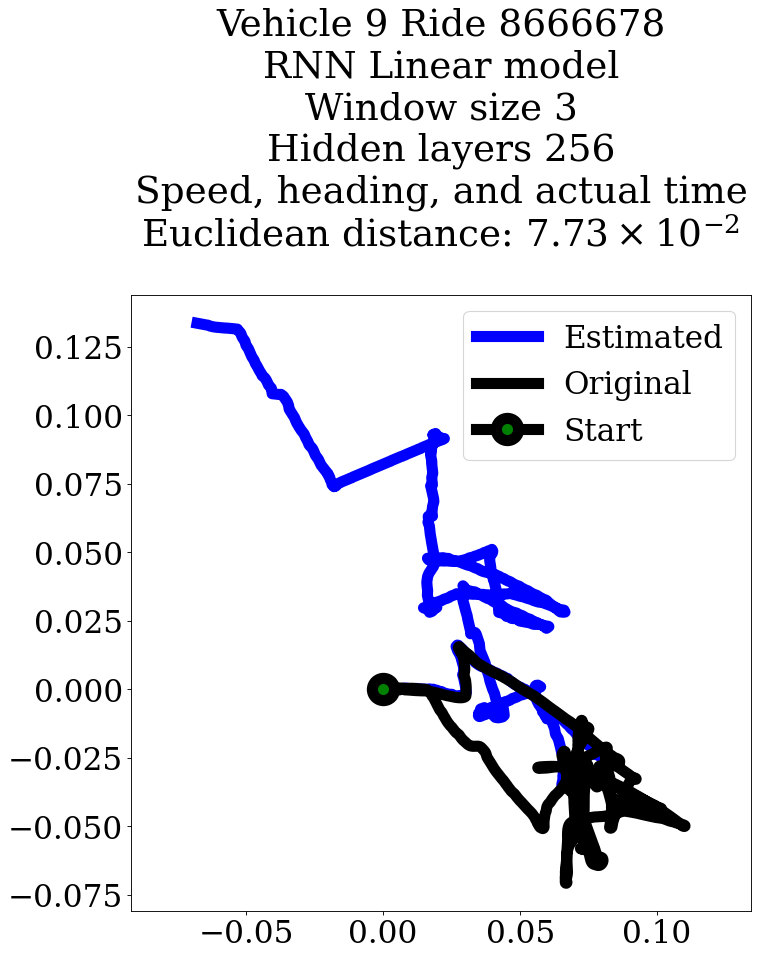 Vehicle 9 Ride 8666678
RNN Linear model
Window size 3
Hidden layers 256
Speed, heading, and actual time
Euclidean distance: 7.73 × 10⁻²
Estimated
Original
Start
0.125
0.100
0.075
0.050
0.025
0.000
−0.025
−0.050
−0.075
−0.05 0.00 0.05 0.10